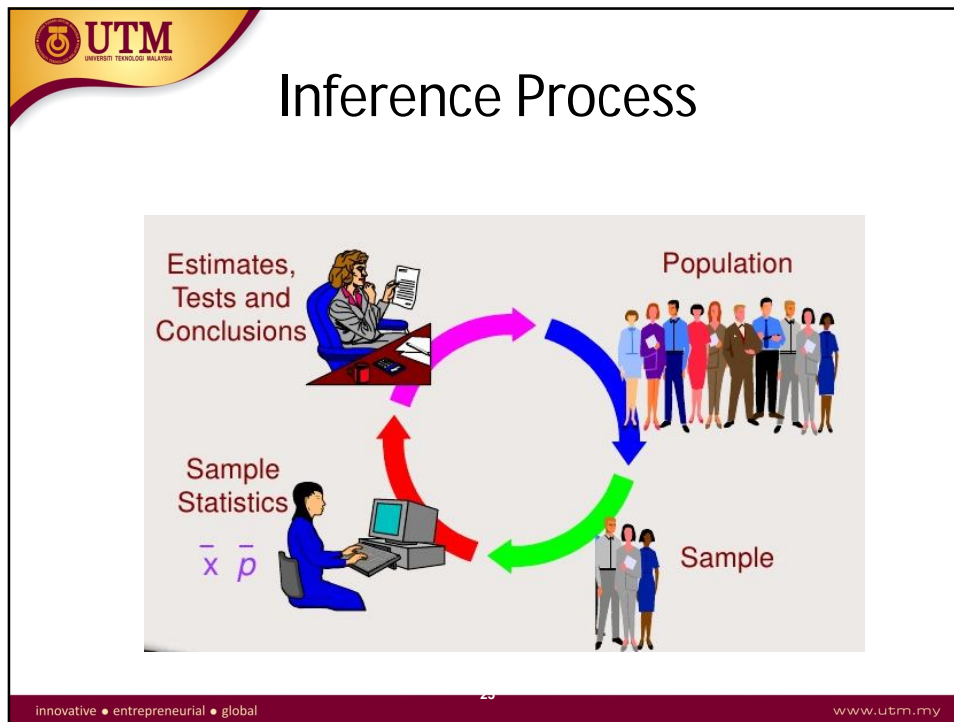 UTM
UNIVERSITI TEKNOLOGI MALAYSIA
Inference Process
Estimates,
Tests and
Conclusions
Population
Sample
Statistics
x̄ p̄
Sample
innovative ● entrepreneurial ● global
www.utm.my